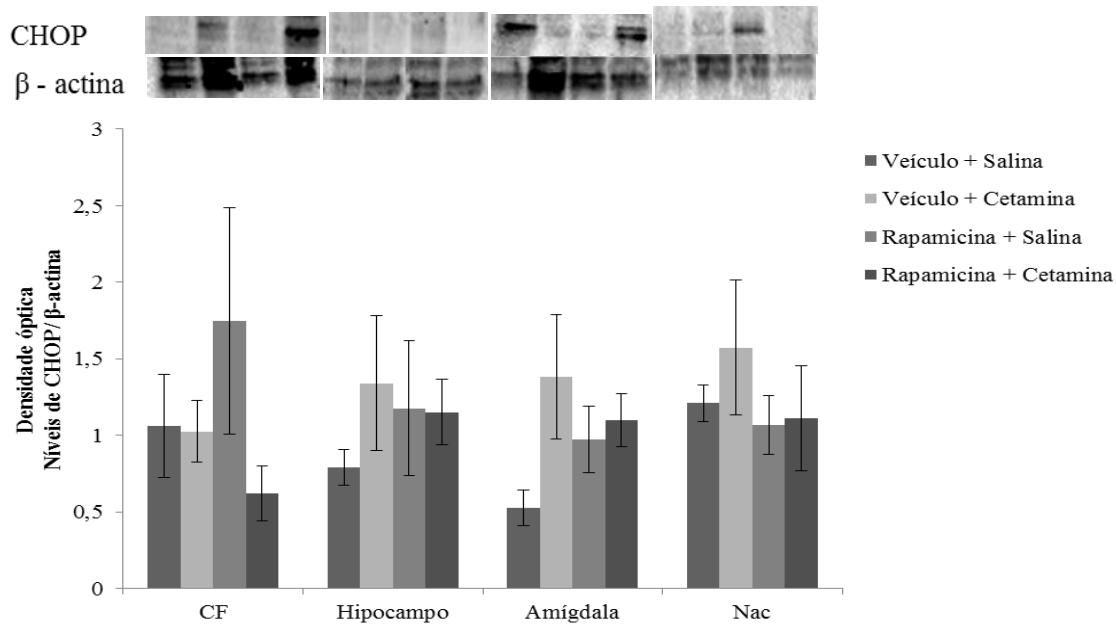 CHOP
β - actina
3
2,5
2
1,5
1
0,5
0
Densidade óptica
Níveis de CHOP/β-actina
CF
Hipocampo
Amígdala
Nac
Veículo + Salina
Veículo + Cetamina
Rapamicina + Salina
Rapamicina + Cetamina